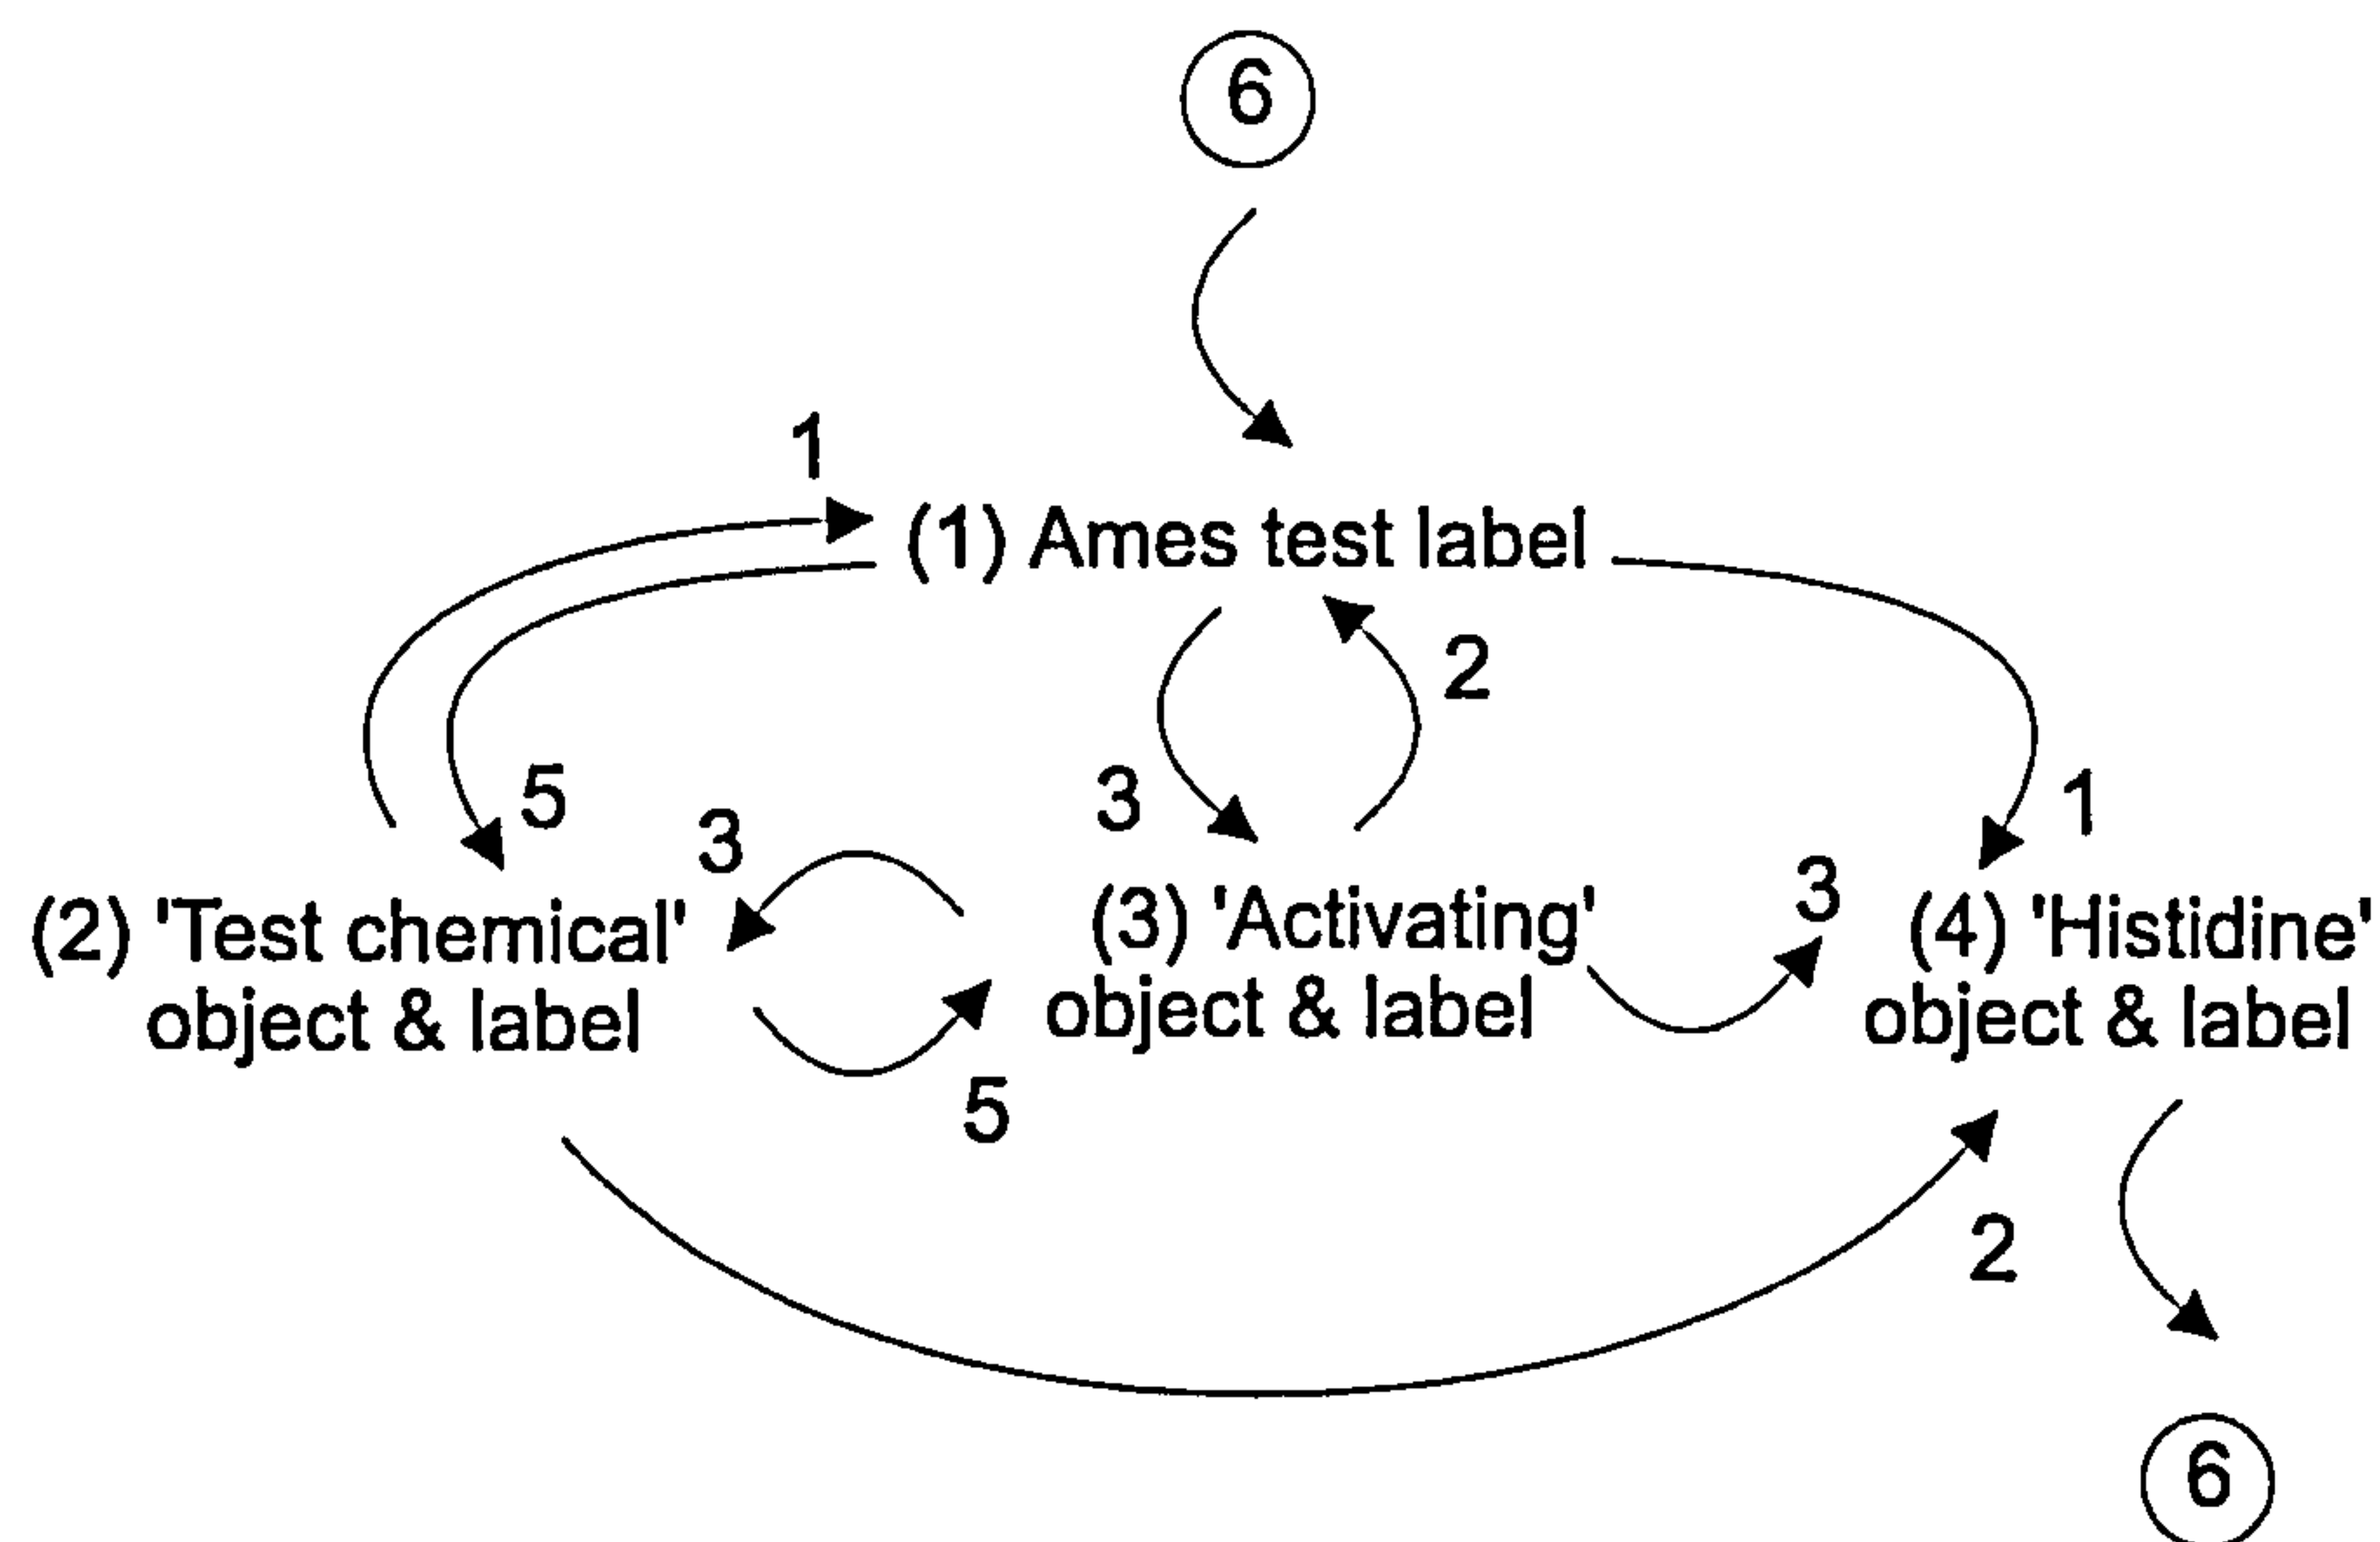 6
1
(1) Ames test label
2
3
5
3
1
3
(2) 'Test chemical'
object & label
(3) 'Activating'
object & label
(4) 'Histidine'
object & label
5
2
6